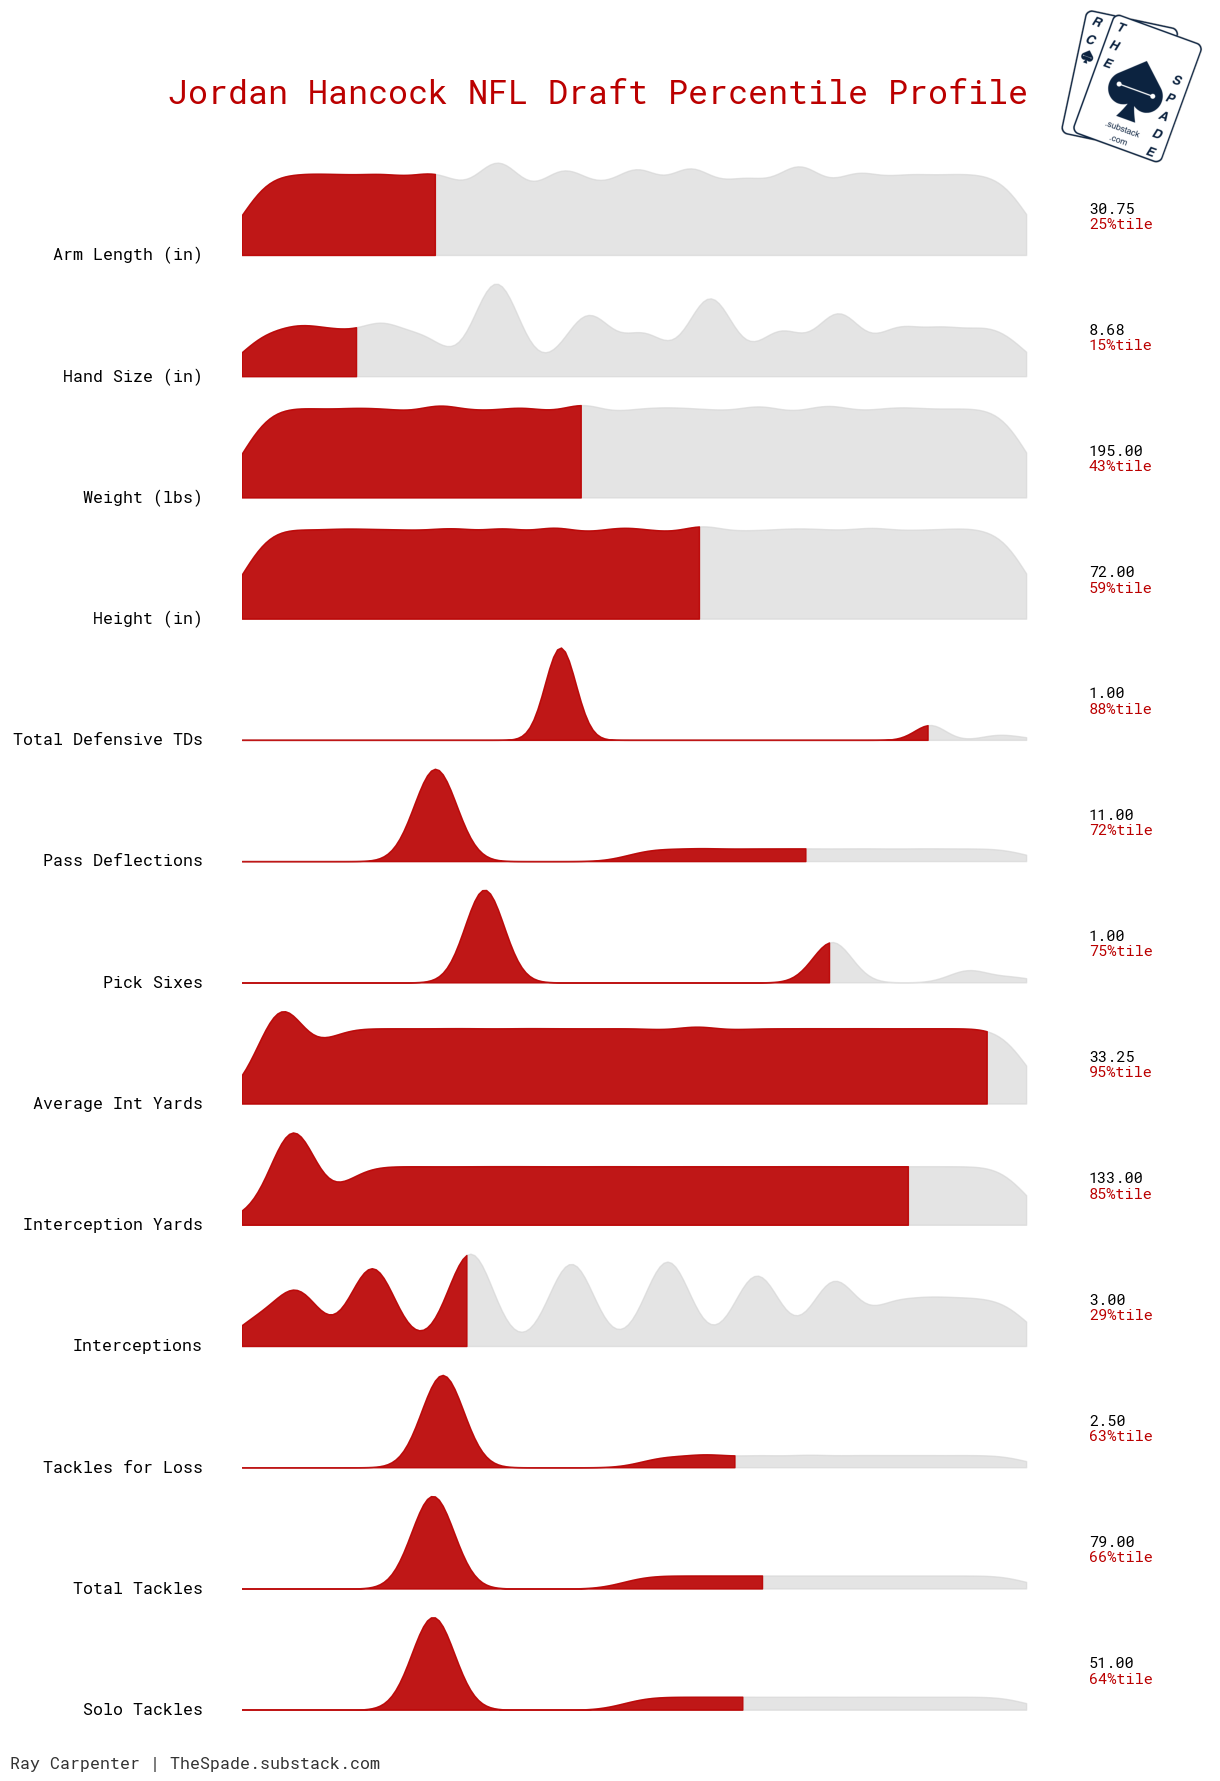 R
C
THE
SPADE
.substack
.com
Jordan Hancock NFL Draft Percentile Profile
Arm Length (in)
30.75
25%tile
Hand Size (in)
8.68
15%tile
Weight (lbs)
195.00
43%tile
Height (in)
72.00
59%tile
Total Defensive TDs
1.00
88%tile
Pass Deflections
11.00
72%tile
Pick Sixes
1.00
75%tile
Average Int Yards
33.25
95%tile
Interception Yards
133.00
85%tile
Interceptions
3.00
29%tile
Tackles for Loss
2.50
63%tile
Total Tackles
79.00
66%tile
Solo Tackles
51.00
64%tile
Ray Carpenter | TheSpade.substack.com